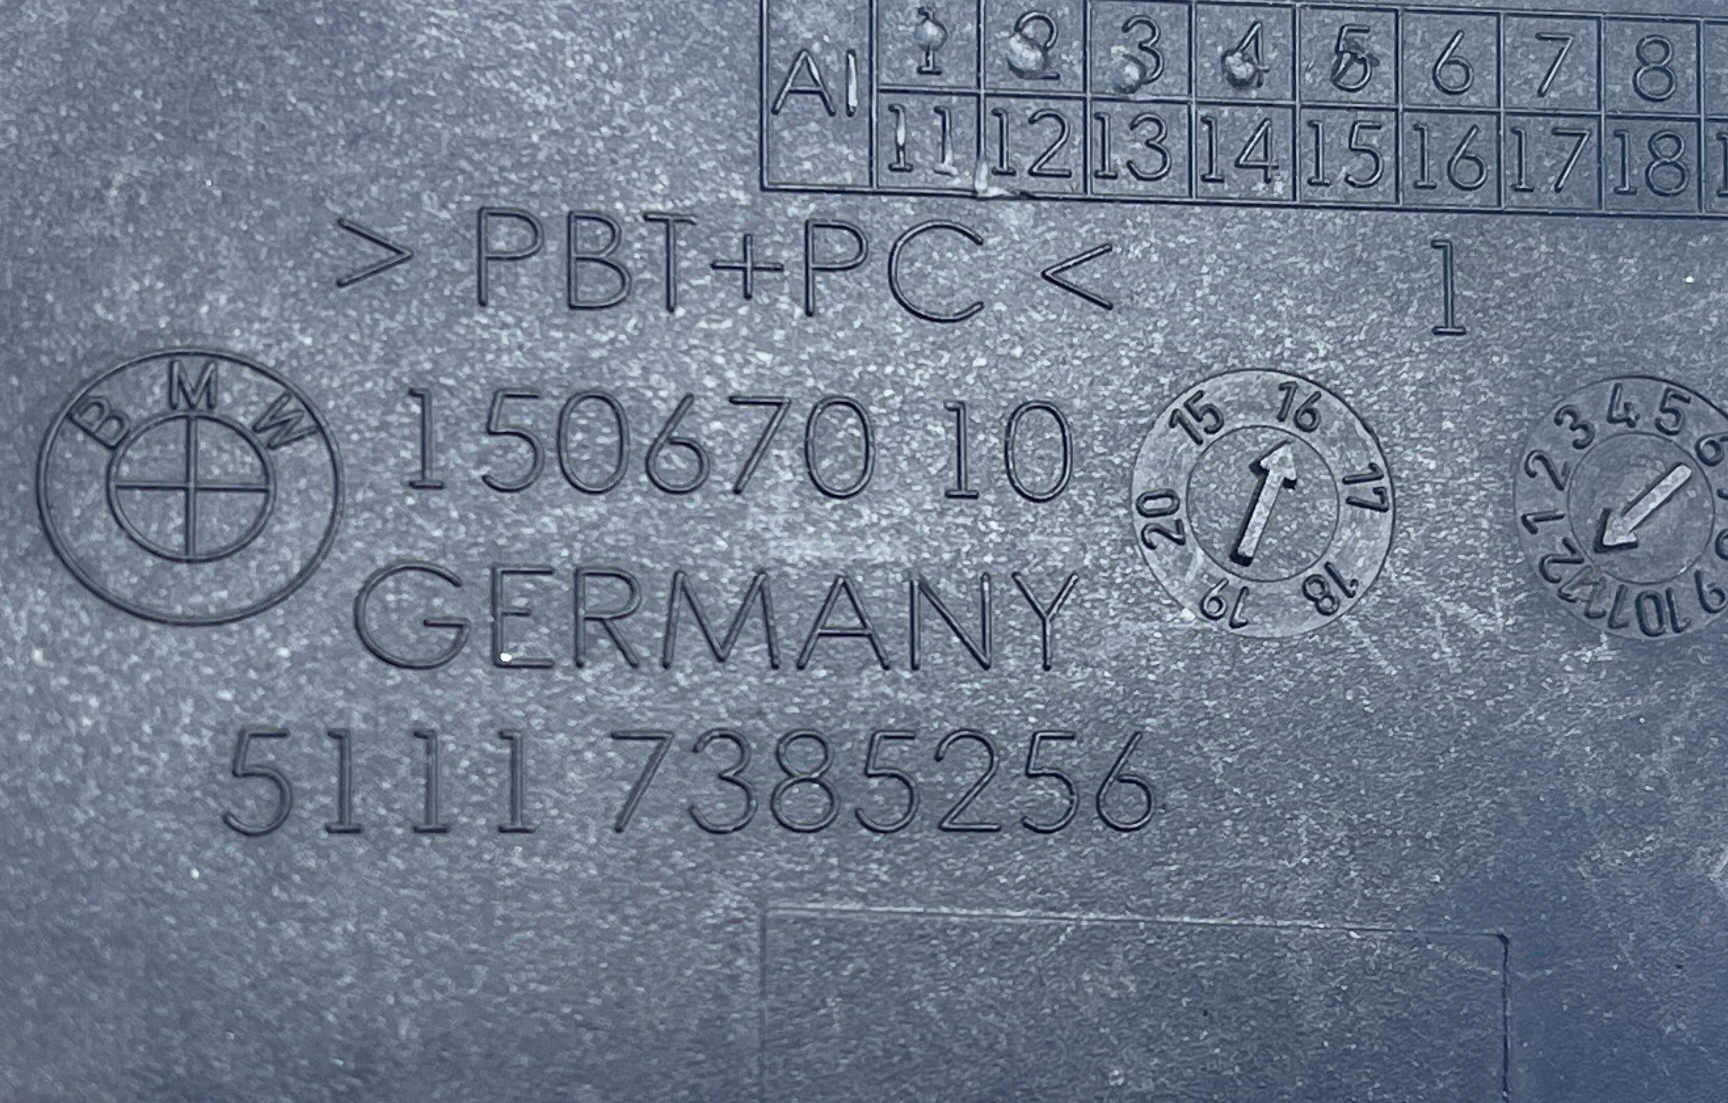 AI 1 2 3 4 5 6 7 8
11 12 13 14 15 16 17 18
> PBT+PC < 1
BMW
150670 10
15 16 17 18 19 20
1 2 3 4 5 6 9 10 11 12
GERMANY
5111 7385256